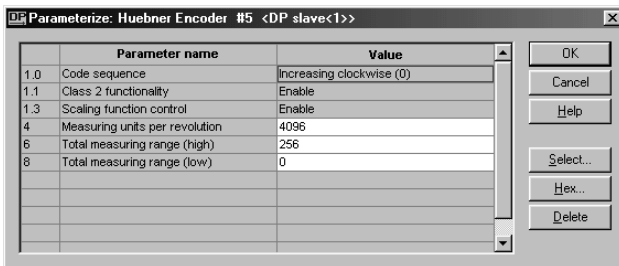 DP Parameterize: Huebner Encoder #5 <DP slave<1>>
Parameter name Value
1.0 Code sequence Increasing clockwise (0)
1.1 Class 2 functionality Enable
1.3 Scaling function control Enable
4 Measuring units per revolution 4096
6 Total measuring range (high) 256
8 Total measuring range (low) 0
OK
Cancel
Help
Select...
Hex...
Delete